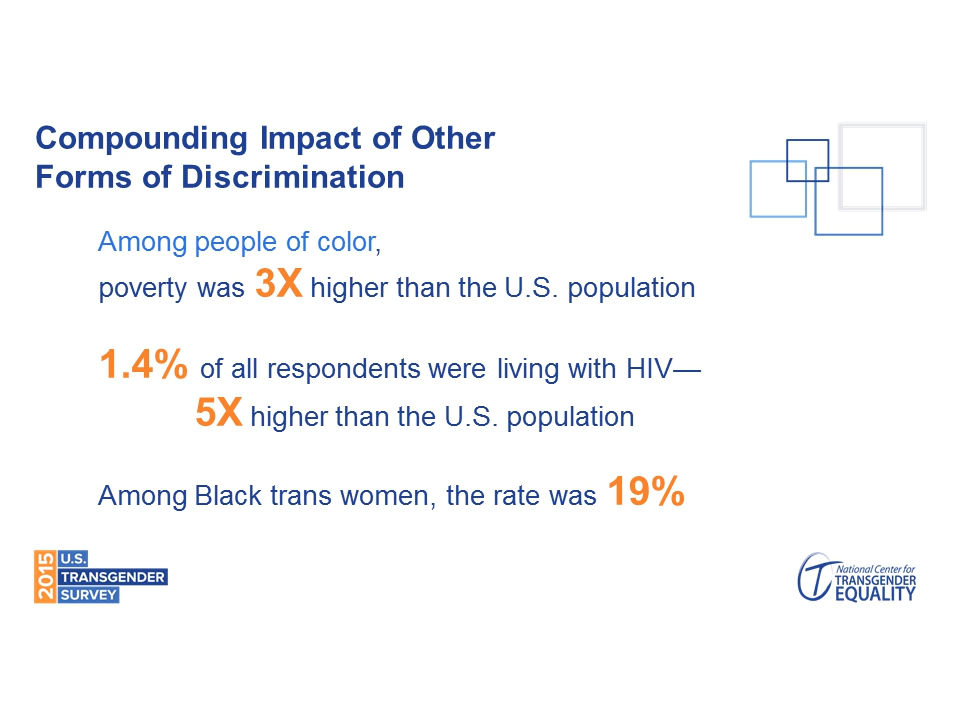 Compounding Impact of Other
Forms of Discrimination
Among people of color,
poverty was 3X higher than the U.S. population
1.4% of all respondents were living with HIV—
5X higher than the U.S. population
Among Black trans women, the rate was 19%
2015
U.S.
TRANSGENDER
SURVEY
National Center for
TRANSGENDER
EQUALITY